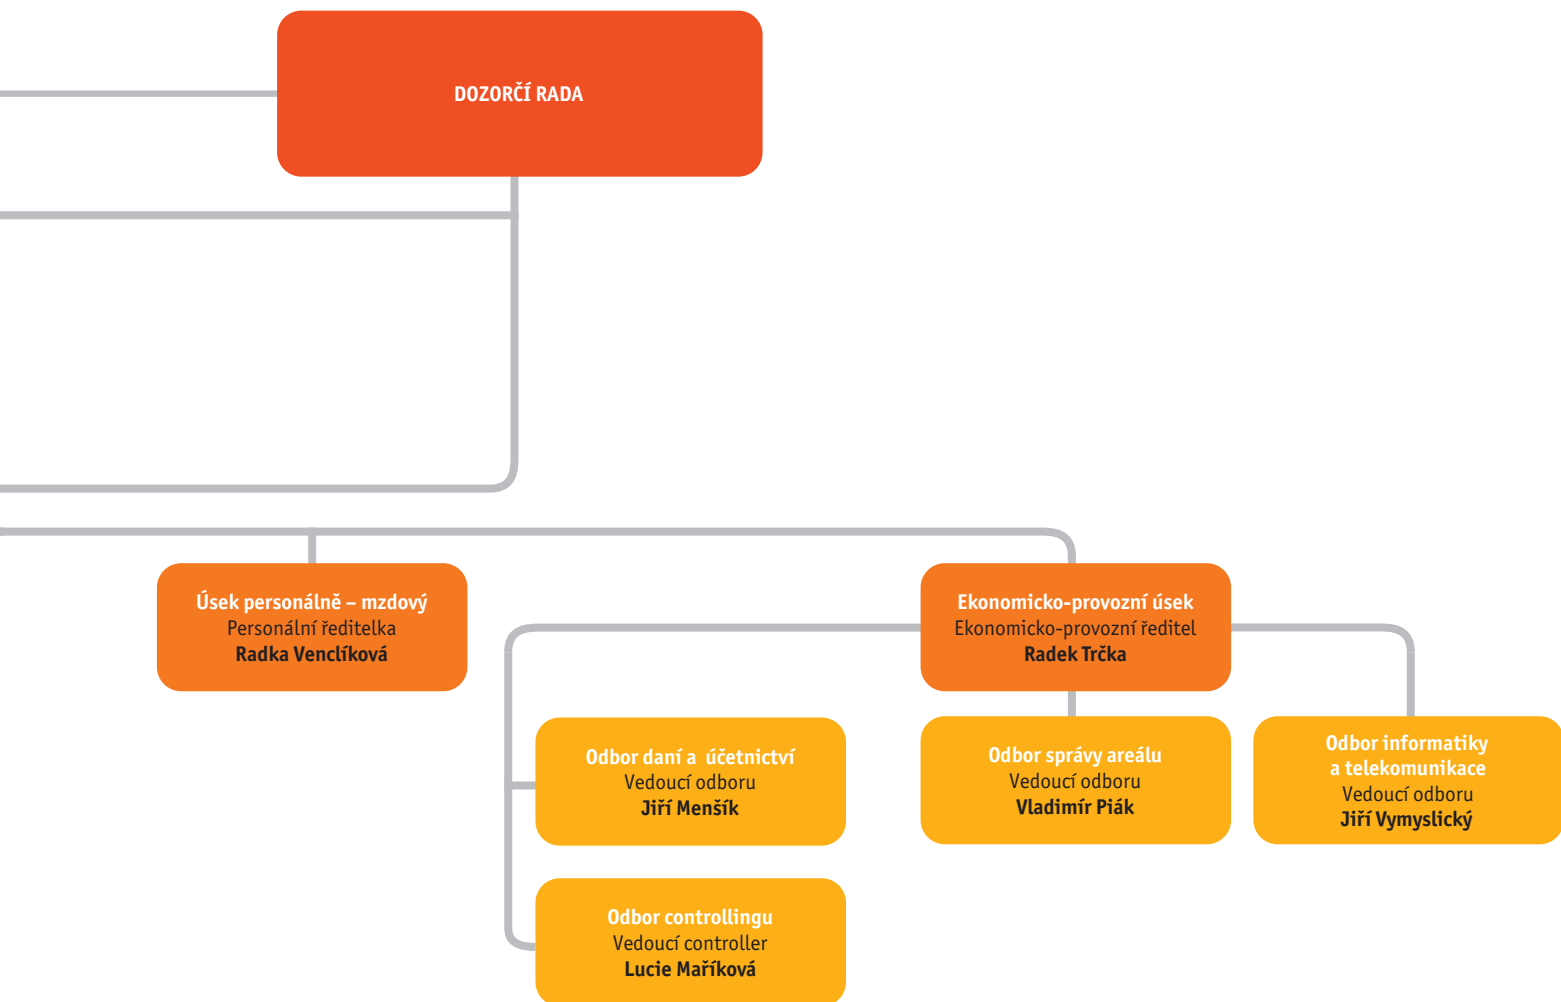 DOZORČÍ RADA
Úsek personálně – mzdový
Personální ředitelka
Radka Venclíková
Ekonomicko-provozní úsek
Ekonomicko-provozní ředitel
Radek Trčka
Odbor daní a účetnictví
Vedoucí odboru
Jiří Menšík
Odbor správy areálu
Vedoucí odboru
Vladimír Piák
Odbor informatiky
a telekomunikace
Vedoucí odboru
Jiří Vymyslický
Odbor controllingu
Vedoucí controller
Lucie Maříková